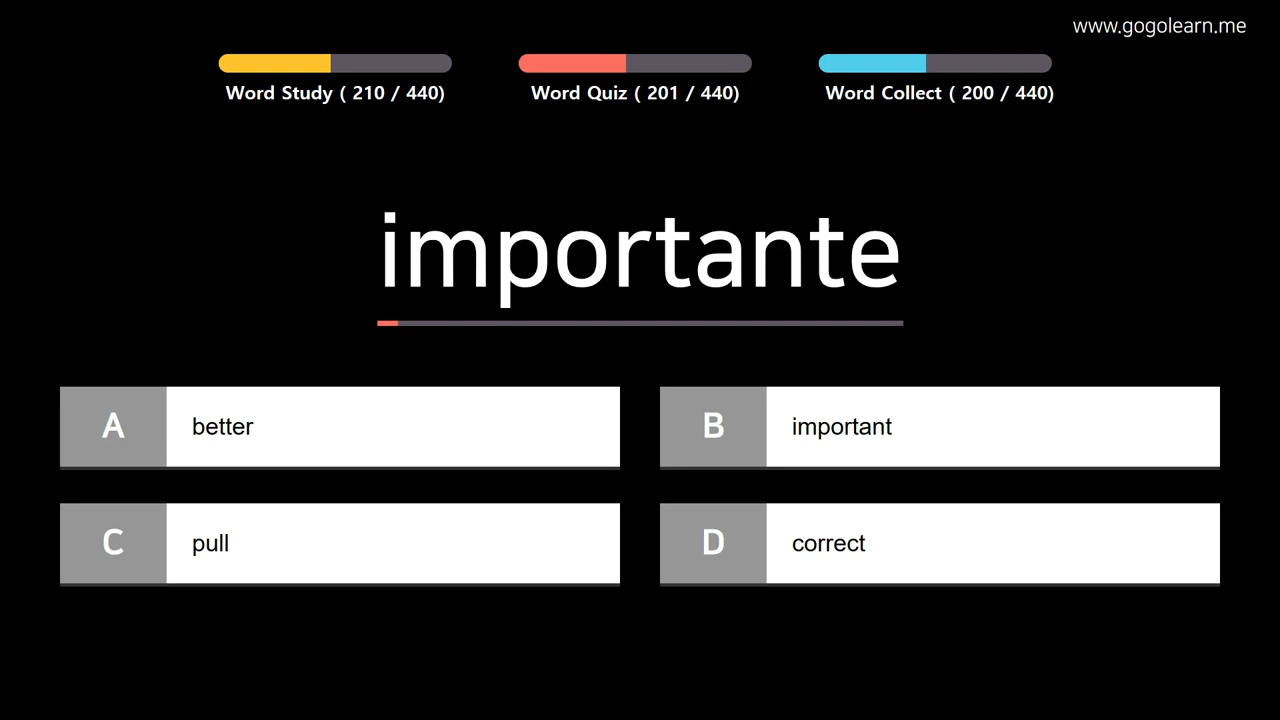 www.gogolearn.me
Word Study ( 210 / 440)
Word Quiz ( 201 / 440)
Word Collect ( 200 / 440)
importante
A better
B important
C pull
D correct